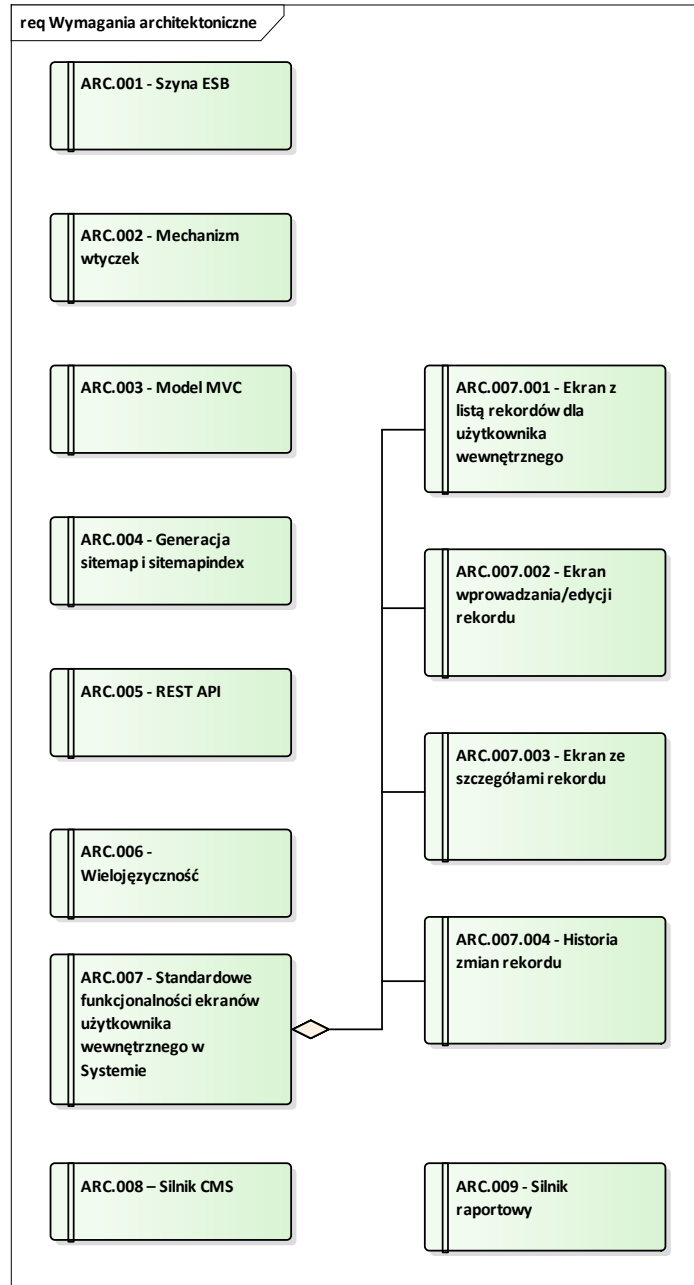 req Wymagania architektoniczne
ARC.001 - Szyna ESB
ARC.002 - Mechanizm
wtyczek
ARC.003 - Model MVC
ARC.004 - Generacja
sitemap i sitemapindex
ARC.005 - REST API
ARC.006 -
Wielojęzyczność
ARC.007 - Standardowe
funkcjonalności ekranów
użytkownika
wewnętrznego w
Systemie
ARC.007.001 - Ekran z
listą rekordów dla
użytkownika
wewnętrznego
ARC.007.002 - Ekran
wprowadzania/edycji
rekordu
ARC.007.003 - Ekran ze
szczegółami rekordu
ARC.007.004 - Historia
zmian rekordu
ARC.008 – Silnik CMS
ARC.009 - Silnik
raportowy